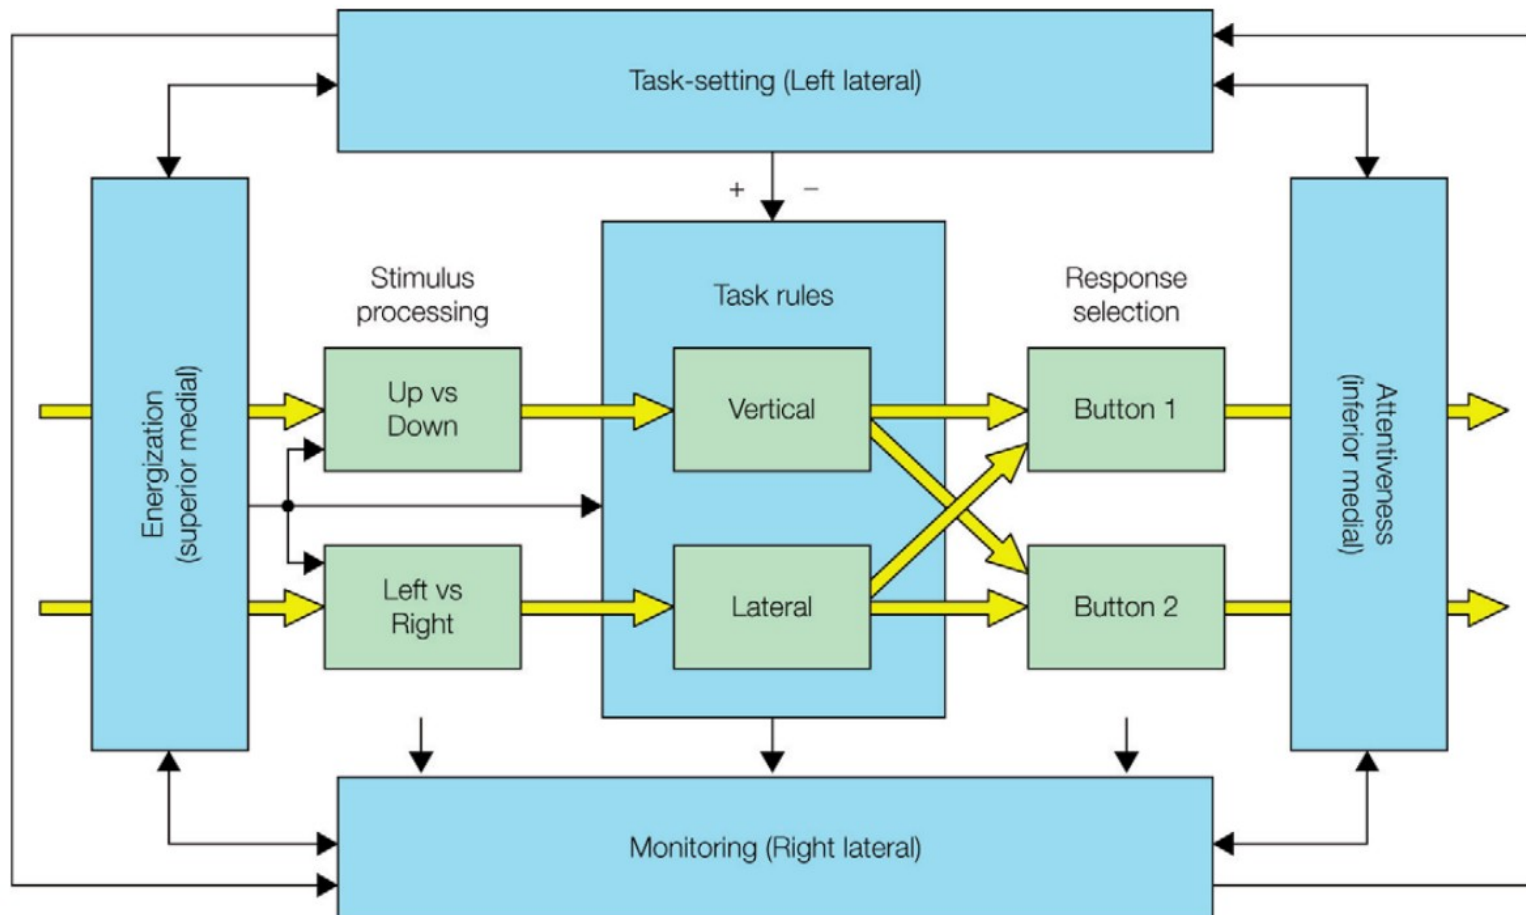 Task-setting (Left lateral)
+ −
Stimulus
processing
Task rules
Response
selection
Energization
(superior medial)
Up vs
Down
Vertical
Button 1
Attentiveness
(inferior medial)
Left vs
Right
Lateral
Button 2
Monitoring (Right lateral)